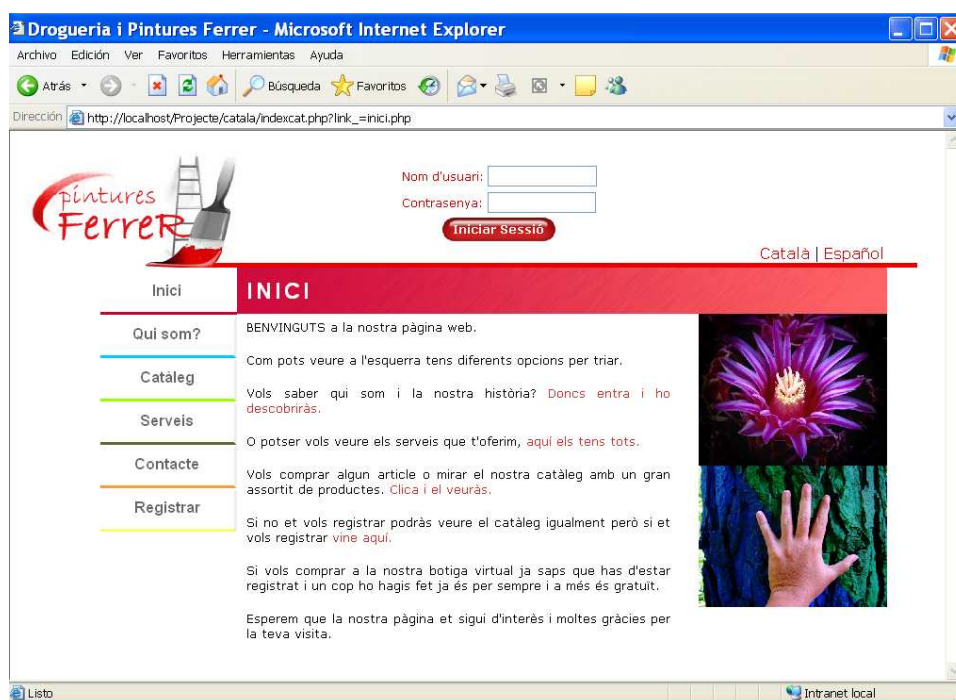 Drogueria i Pintures Ferrer - Microsoft Internet Explorer
Archivo Edición Ver Favoritos Herramientas Ayuda
Atrás Búsqueda Favoritos
Dirección http://localhost/Projecte/catala/indexcat.php?link_=inici.php
pintures
FerreR
Nom d'usuari:
Contrasenya:
Iniciar Sessió
Català | Español
Inici
Qui som?
Catàleg
Serveis
Contacte
Registrar
INICI
BENVINGUTS a la nostra pàgina web.
Com pots veure a l'esquerra tens diferents opcions per triar.
Vols saber qui som i la nostra història? Doncs entra i ho
descobriràs.
O potser vols veure els serveis que t'oferim, aquí els tens tots.
Vols comprar algun article o mirar el nostra catàleg amb un gran
assortit de productes. Clica i el veuràs.
Si no et vols registrar podràs veure el catàleg igualment però si et
vols registrar vine aquí.
Si vols comprar a la nostra botiga virtual ja saps que has d'estar
registrat i un cop ho hagis fet ja és per sempre i a més és gratuït.
Esperem que la nostra pàgina et sigui d'interès i moltes gràcies per
la teva visita.
Listo
Intranet local